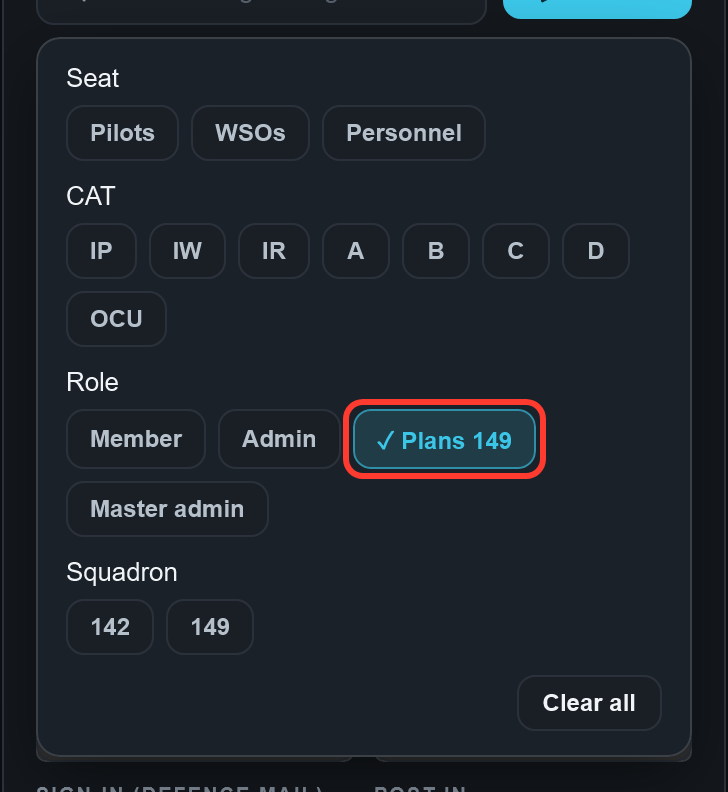 Seat
Pilots WSOs Personnel
CAT
IP IW IR A B C D
OCU
Role
Member Admin ✓ Plans 149
Master admin
Squadron
142 149
Clear all